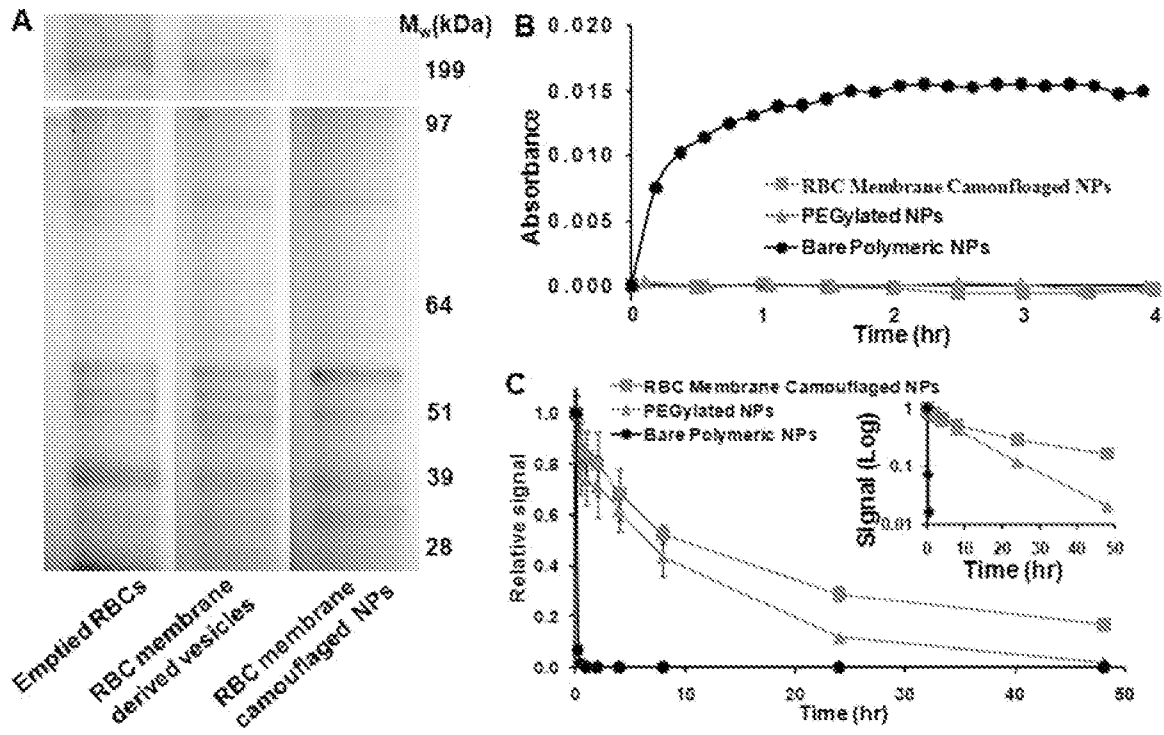 A
Mw(kDa)
199
97
64
51
39
28
Emptied RBCs
RBC membrane
derived vesicles
RBC membrane
camouflaged NPs
B
0.020
0.015
0.010
0.005
0.000
Absorbance
RBC Membrane Camoufloaged NPs
PEGylated NPs
Bare Polymeric NPs
0 1 2 3 4
Time (hr)
C
RBC Membrane Camouflaged NPs
PEGylated NPs
Bare Polymeric NPs
1.0
0.8
0.6
0.4
0.2
0.0
Relative signal
0 10 20 30 40 50
Time (hr)
1
0.1
0.01
Signal (Log)
0 10 20 30 40 50
Time (hr)